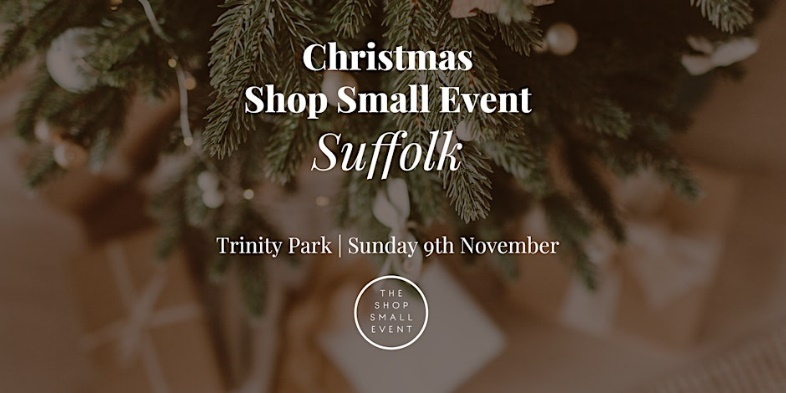 Christmas
Shop Small Event
Suffolk
Trinity Park | Sunday 9th November
THE
SHOP
SMALL
EVENT